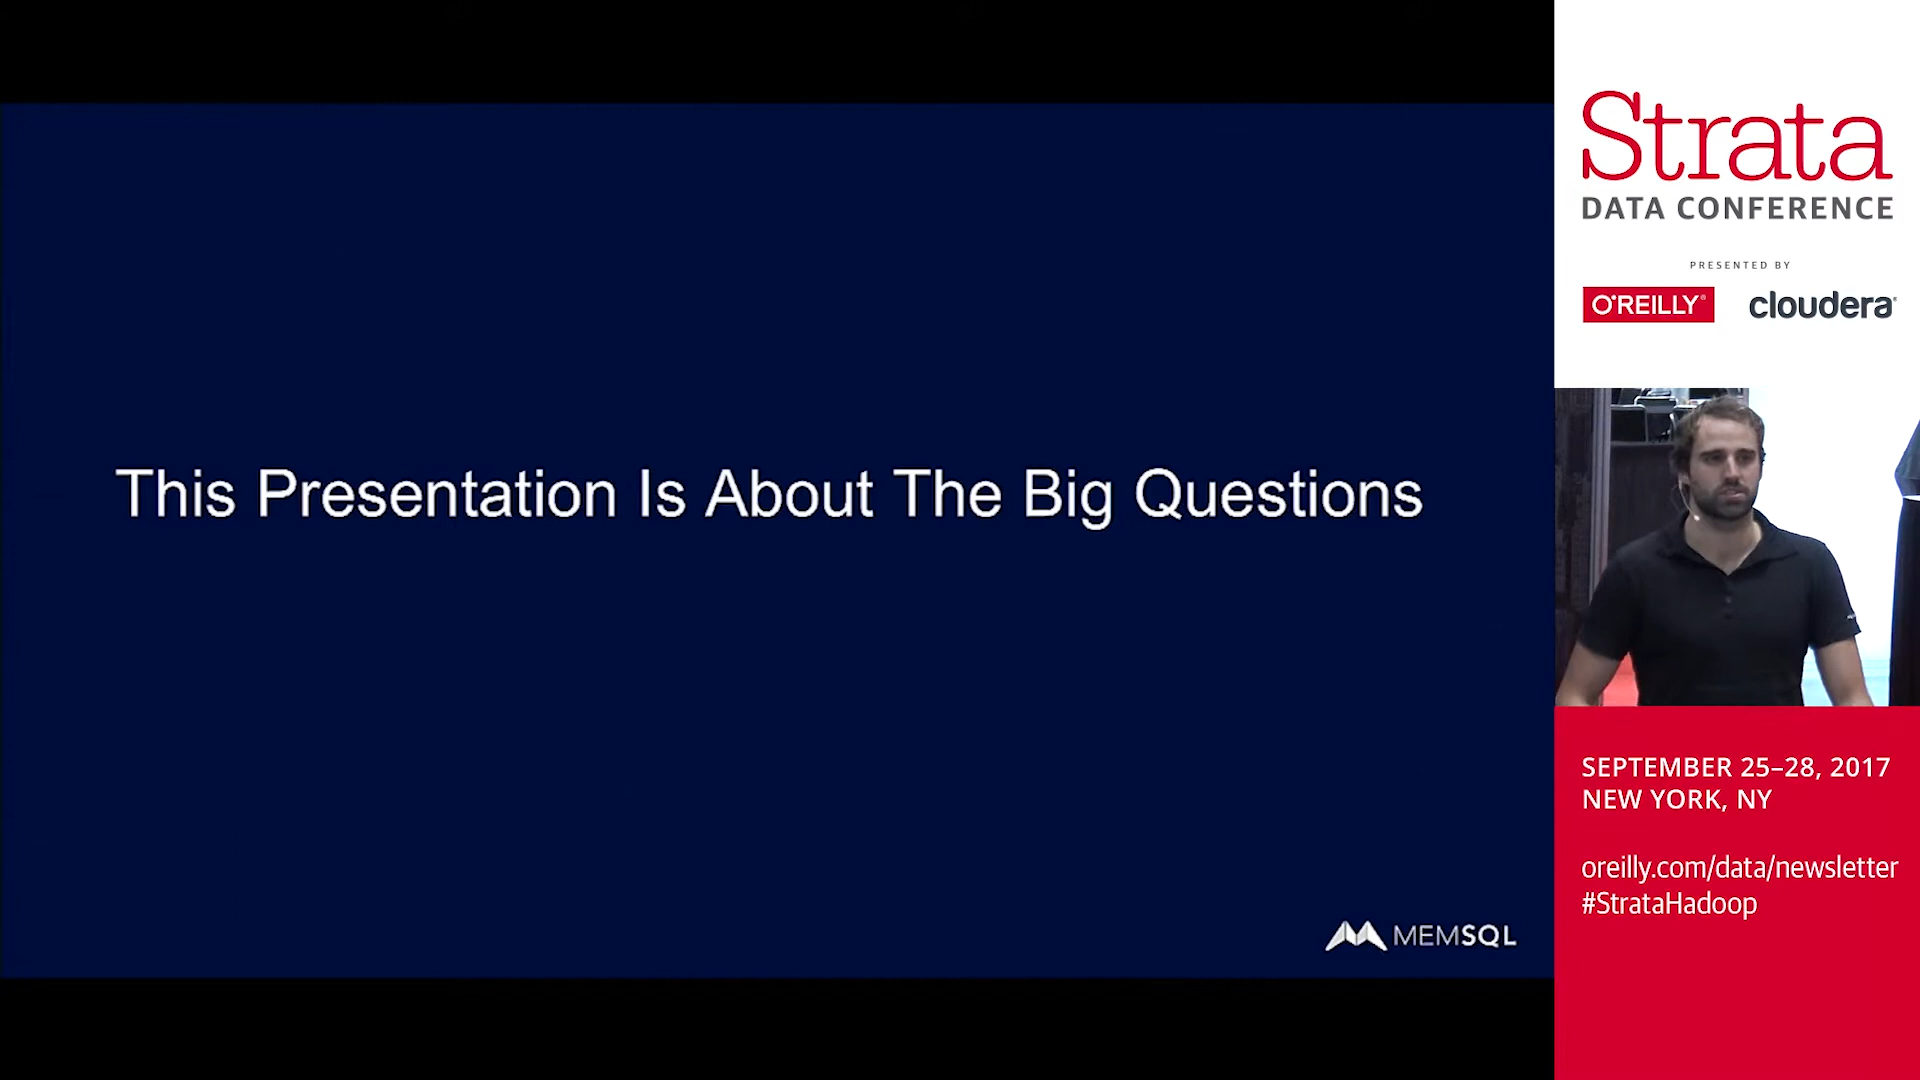 This Presentation Is About The Big Questions
MEMSQL
Strata
DATA CONFERENCE
PRESENTED BY
O'REILLY®
cloudera®
SEPTEMBER 25–28, 2017
NEW YORK, NY
oreilly.com/data/newsletter
#StrataHadoop